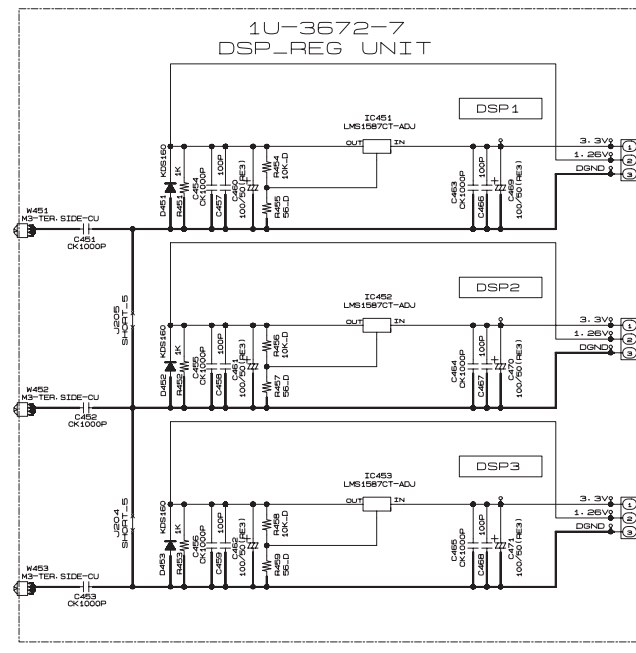 1U-3672-7
DSP_REG UNIT
DSP1
IC451
LMS1587CT-ADJ
OUT
IN
KDS160
D451
1K
R451
C454
CK1000P
100P
C457
C460
100/50(RE3)
R454
10K_D
R455
56_D
C463
CK1000P
100P
C466
C469
100/50(RE3)
3.3V
1.26V
DGND
1
2
3
W451
M3-TER.SIDE-CU
C451
CK1000P
J205
SHORT_5
DSP2
IC452
LMS1587CT-ADJ
OUT
IN
KDS160
D452
1K
R452
C455
CK1000P
100P
C458
C461
100/50(RE3)
R456
10K_D
R457
56_D
C464
CK1000P
100P
C467
C470
100/50(RE3)
3.3V
1.26V
DGND
1
2
3
W452
M3-TER.SIDE-CU
C452
CK1000P
J204
SHORT_5
DSP3
IC453
LMS1587CT-ADJ
OUT
IN
KDS160
D453
1K
R453
C456
CK1000P
100P
C459
C462
100/50(RE3)
R458
10K_D
R459
56_D
C465
CK1000P
100P
C468
C471
100/50(RE3)
3.3V
1.26V
DGND
1
2
3
W453
M3-TER.SIDE-CU
C453
CK1000P